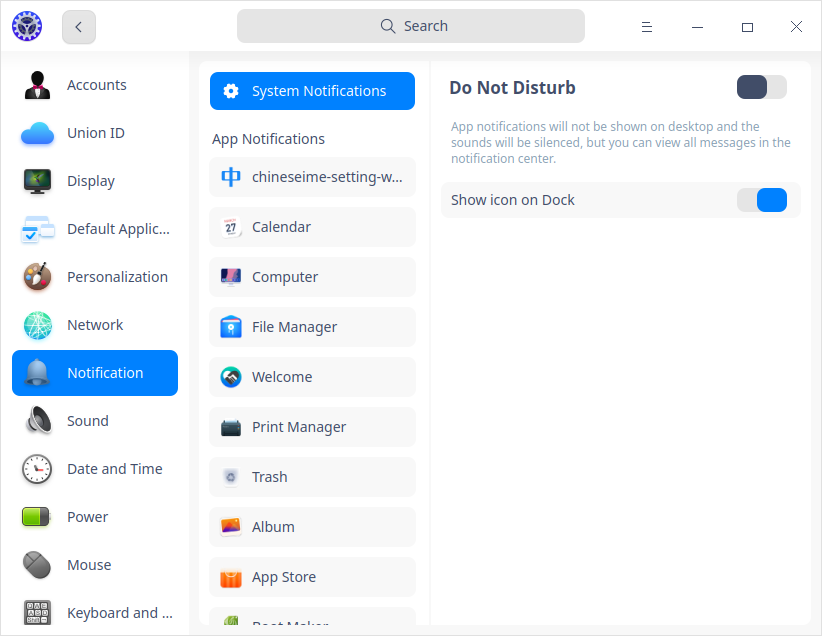 Search
Accounts
Union ID
Display
Default Applic...
Personalization
Network
Notification
Sound
Date and Time
Power
Mouse
Keyboard and ...
System Notifications
App Notifications
chineseime-setting-w...
Calendar
27
Computer
File Manager
Welcome
Print Manager
Trash
Album
App Store
Boot Maker
Do Not Disturb
App notifications will not be shown on desktop and the
sounds will be silenced, but you can view all messages in the
notification center.
Show icon on Dock